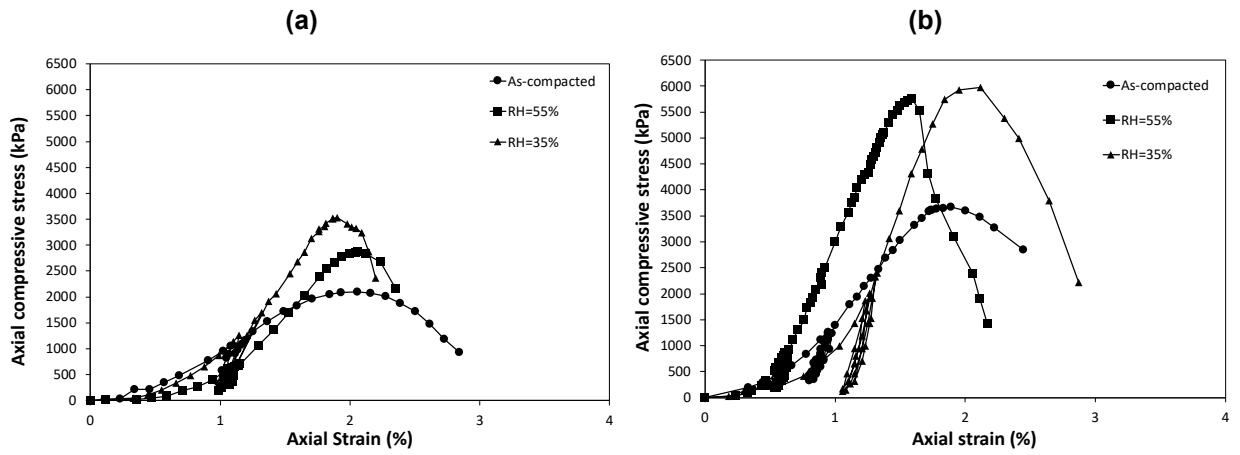 (a)
6500
6000
5500
5000
4500
4000
3500
3000
2500
2000
1500
1000
500
0
0 1 2 3 4
Axial compressive stress (kPa)
Axial Strain (%)
As-compacted
RH=55%
RH=35%
(b)
6500
6000
5500
5000
4500
4000
3500
3000
2500
2000
1500
1000
500
0
0 1 2 3 4
Axial compressive stress (kPa)
Axial strain (%)
As-compacted
RH=55%
RH=35%